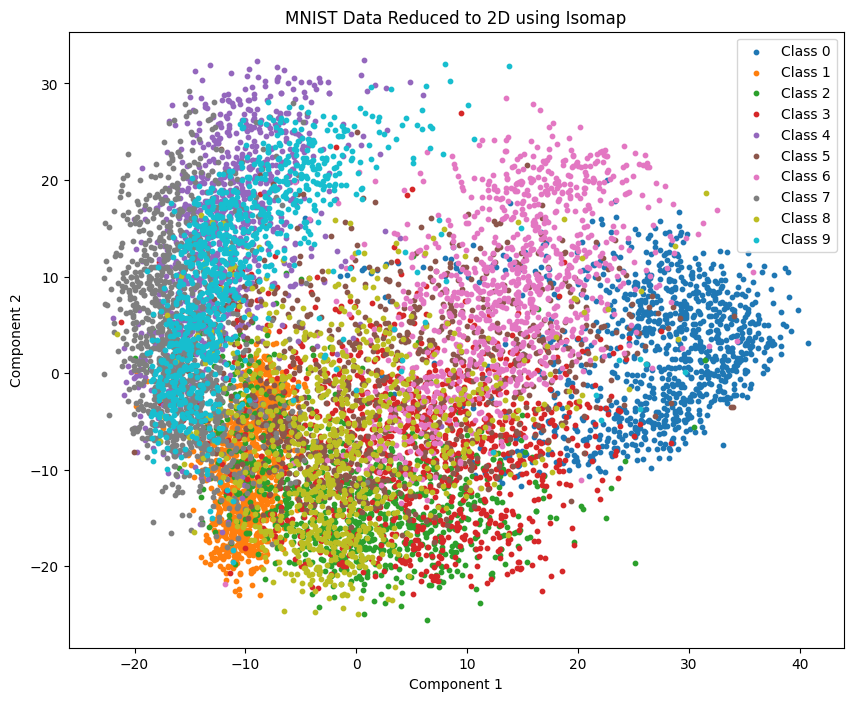 MNIST Data Reduced to 2D using Isomap
Class 0
Class 1
Class 2
Class 3
Class 4
Class 5
Class 6
Class 7
Class 8
Class 9
30
20
10
0
−10
−20
Component 2
−20
−10
0
10
20
30
40
Component 1